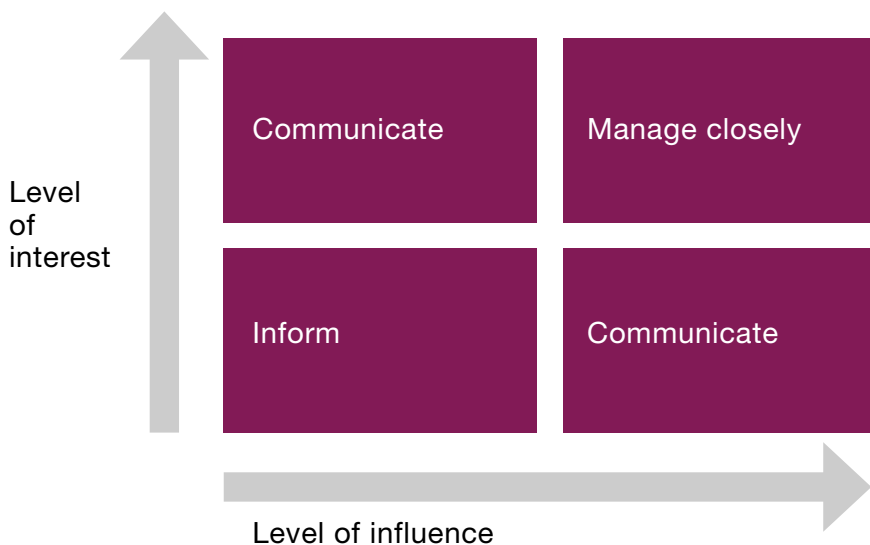 Communicate
Manage closely
Level
of
interest
Inform
Communicate
Level of influence